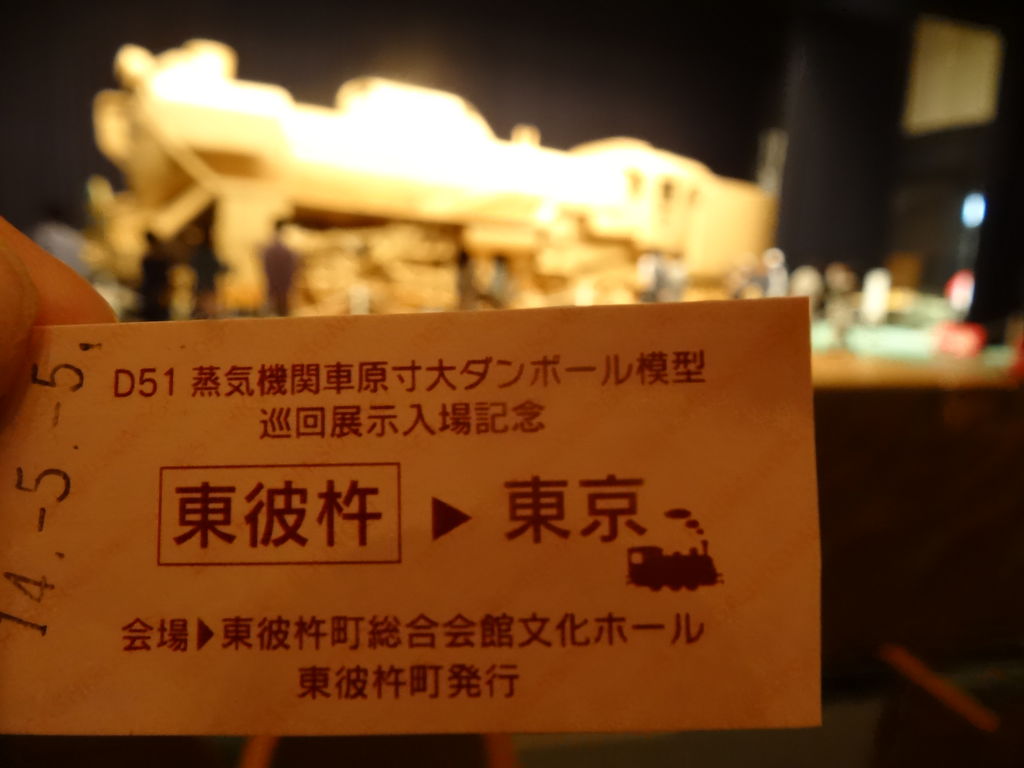 D51 蒸気機関車原寸大ダンボール模型
巡回展示入場記念
東彼杵 ▶ 東京
会場▶東彼杵町総合会館文化ホール
東彼杵町発行
14.-5.-5.